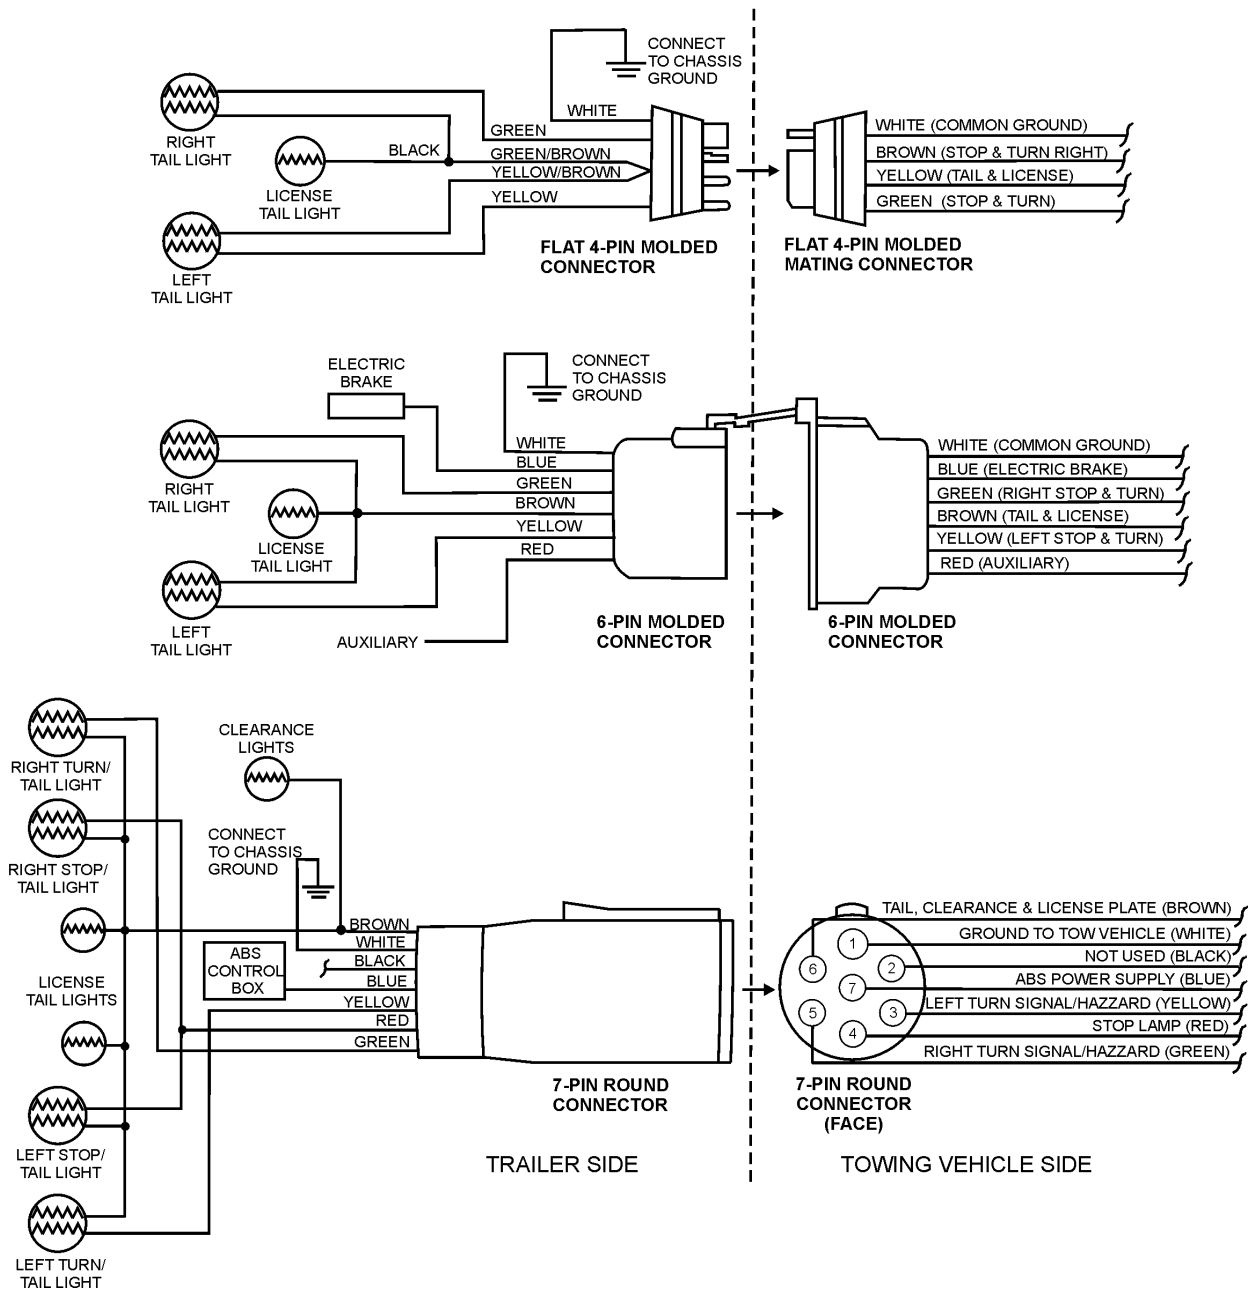 CONNECT
TO CHASSIS
GROUND
WHITE
GREEN
RIGHT
TAIL LIGHT
BLACK
GREEN/BROWN
YELLOW/BROWN
LICENSE
TAIL LIGHT
YELLOW
LEFT
TAIL LIGHT
FLAT 4-PIN MOLDED
CONNECTOR
WHITE (COMMON GROUND)
BROWN (STOP & TURN RIGHT)
YELLOW (TAIL & LICENSE)
GREEN (STOP & TURN)
FLAT 4-PIN MOLDED
MATING CONNECTOR
ELECTRIC
BRAKE
CONNECT
TO CHASSIS
GROUND
WHITE
BLUE
GREEN
BROWN
YELLOW
RED
RIGHT
TAIL LIGHT
LICENSE
TAIL LIGHT
LEFT
TAIL LIGHT
AUXILIARY
6-PIN MOLDED
CONNECTOR
WHITE (COMMON GROUND)
BLUE (ELECTRIC BRAKE)
GREEN (RIGHT STOP & TURN)
BROWN (TAIL & LICENSE)
YELLOW (LEFT STOP & TURN)
RED (AUXILIARY)
6-PIN MOLDED
CONNECTOR
RIGHT TURN/
TAIL LIGHT
CLEARANCE
LIGHTS
RIGHT STOP/
TAIL LIGHT
CONNECT
TO CHASSIS
GROUND
LICENSE
TAIL LIGHTS
ABS
CONTROL
BOX
BROWN
WHITE
BLACK
BLUE
YELLOW
RED
GREEN
LEFT STOP/
TAIL LIGHT
LEFT TURN/
TAIL LIGHT
7-PIN ROUND
CONNECTOR
1
2
3
4
5
6
7
TAIL, CLEARANCE & LICENSE PLATE (BROWN)
GROUND TO TOW VEHICLE (WHITE)
NOT USED (BLACK)
ABS POWER SUPPLY (BLUE)
LEFT TURN SIGNAL/HAZZARD (YELLOW)
STOP LAMP (RED)
RIGHT TURN SIGNAL/HAZZARD (GREEN)
7-PIN ROUND
CONNECTOR
(FACE)
TRAILER SIDE
TOWING VEHICLE SIDE